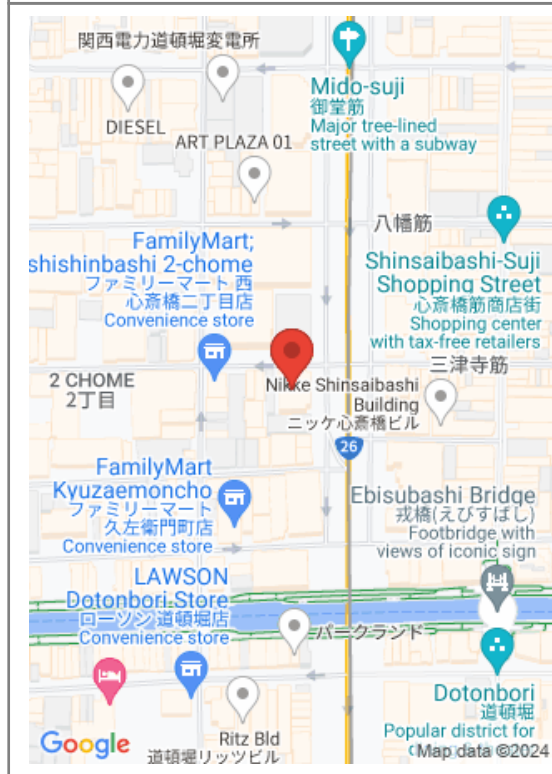 関西電力道頓堀変電所
DIESEL
Mido-suji
御堂筋
Major tree-lined
street with a subway
ART PLAZA 01
八幡筋
FamilyMart;
shishinbashi 2-chome
ファミリーマート 西
心斎橋二丁目店
Convenience store
Shinsaibashi-Suji
Shopping Street
心斎橋筋商店街
Shopping center
with tax-free retailers
三津寺筋
2 CHOME
2丁目
Nikke Shinsaibashi
Building
ニッケ心斎橋ビル
26
FamilyMart
Kyuzaemoncho
ファミリーマート
久左衛門町店
Convenience store
Ebisubashi Bridge
戎橋(えびすばし)
Footbridge with
views of iconic sign
LAWSON
Dotonbori Store
ローソン 道頓堀店
Convenience store
パークランド
Dotonbori
道頓堀
Popular district for
Ritz Bld
道頓堀リッツビル
Google
Map data ©2024